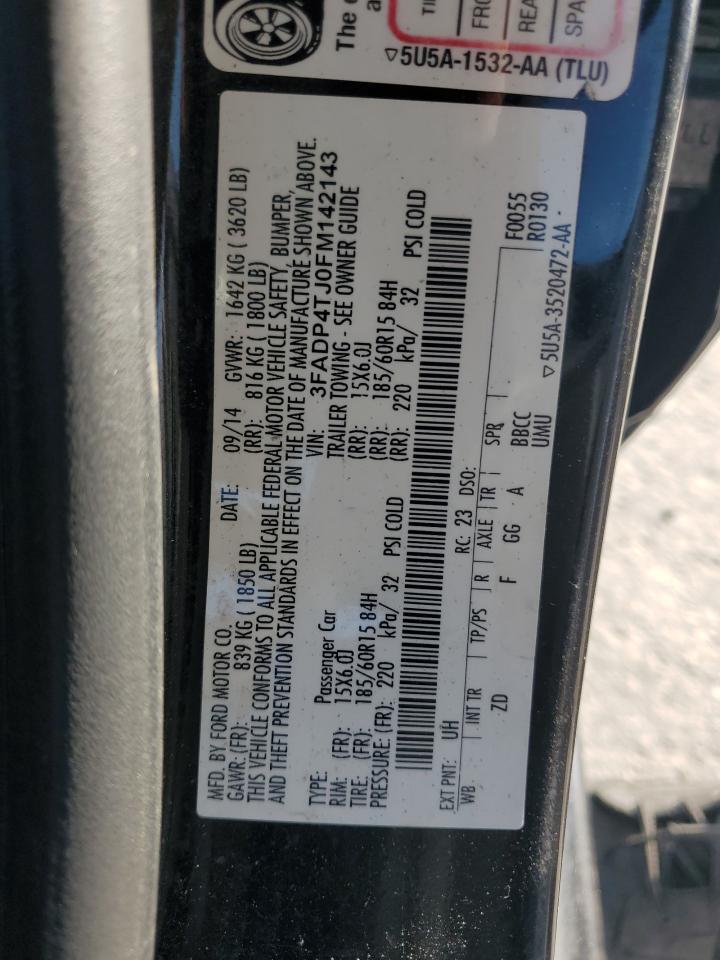 The
a
TI
FRO
REA
SPA
▽5U5A-1532-AA (TLU)
MFD. BY FORD MOTOR CO.
DATE: 09/14 GVWR: 1642 KG ( 3620 LB)
GAWR: (FR): 839 KG ( 1850 LB) (RR): 816 KG ( 1800 LB)
THIS VEHICLE CONFORMS TO ALL APPLICABLE FEDERAL MOTOR VEHICLE SAFETY, BUMPER,
AND THEFT PREVENTION STANDARDS IN EFFECT ON THE DATE OF MANUFACTURE SHOWN ABOVE.
VIN: 3FADP4TJ0FM142143
TYPE: Passenger Car TRAILER TOWING - SEE OWNER GUIDE
RIM: (FR): 15X6.0J (RR): 15X6.0J
TIRE: (FR): 185/60R15 84H (RR): 185/60R15 84H
PRESSURE: (FR): 220 kPa/ 32 PSI COLD (RR): 220 kPa/ 32 PSI COLD
EXT PNT: UH RC: 23 DSO: F0055
R0130
WB INT TR TP/PS R AXLE TR SPR
ZD F GG A BBCC
UMU
▽5U5A-3520472-AA